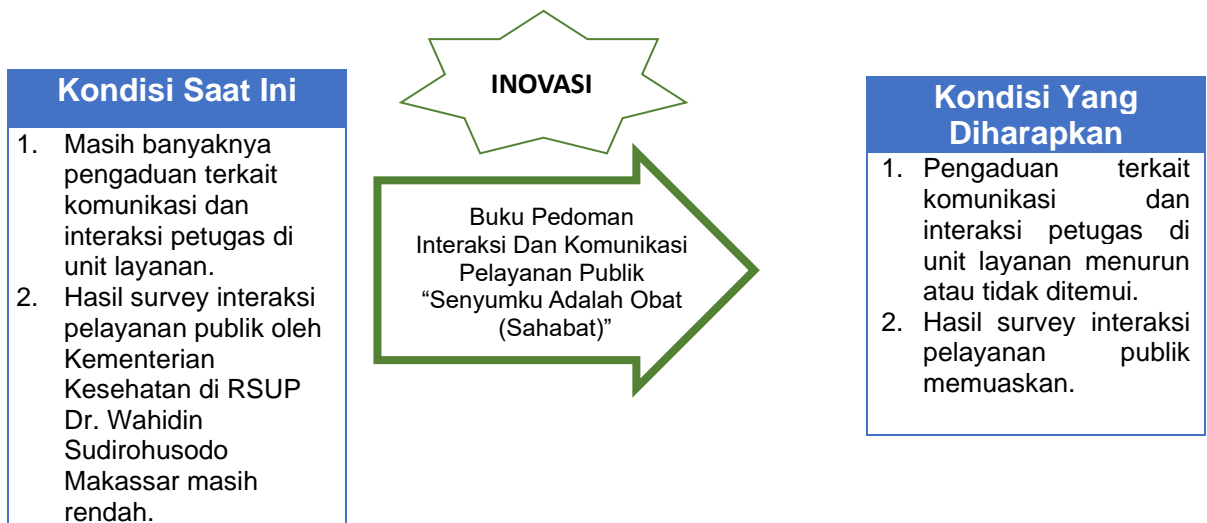 Kondisi Saat Ini
1. Masih banyaknya
pengaduan terkait
komunikasi dan
interaksi petugas di
unit layanan.
2. Hasil survey interaksi
pelayanan publik oleh
Kementerian
Kesehatan di RSUP
Dr. Wahidin
Sudirohusodo
Makassar masih
rendah.
INOVASI
Buku Pedoman
Interaksi Dan Komunikasi
Pelayanan Publik
“Senyumku Adalah Obat
(Sahabat)”
Kondisi Yang
Diharapkan
1. Pengaduan terkait
komunikasi dan
interaksi petugas di
unit layanan menurun
atau tidak ditemui.
2. Hasil survey interaksi
pelayanan publik
memuaskan.